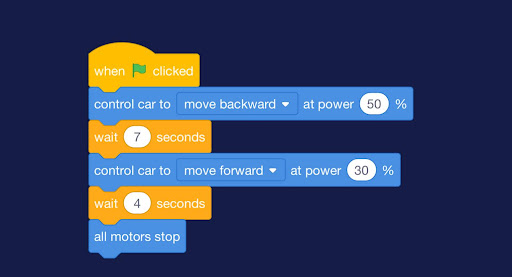 when clicked
control car to move backward at power 50 %
wait 7 seconds
control car to move forward at power 30 %
wait 4 seconds
all motors stop